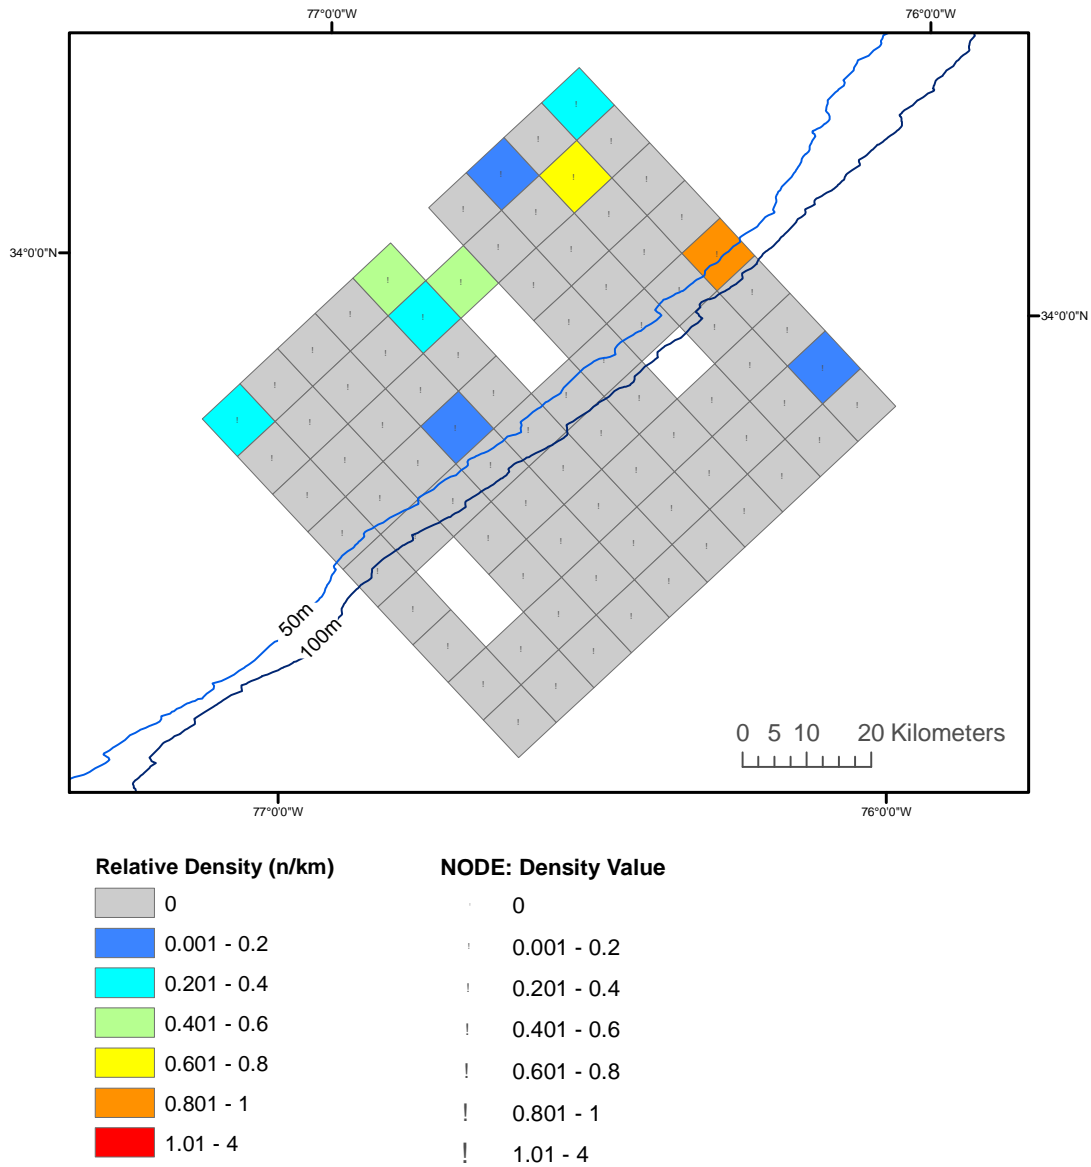 77°0'0"W 76°0'0"W
34°0'0"N
34°0'0"N
50m
100m
0 5 10 20 Kilometers
77°0'0"W 76°0'0"W
Relative Density (n/km) NODE: Density Value
0 0
0.001 - 0.2 ! 0.001 - 0.2
0.201 - 0.4 ! 0.201 - 0.4
0.401 - 0.6 ! 0.401 - 0.6
0.601 - 0.8 ! 0.601 - 0.8
0.801 - 1 ! 0.801 - 1
1.01 - 4 ! 1.01 - 4